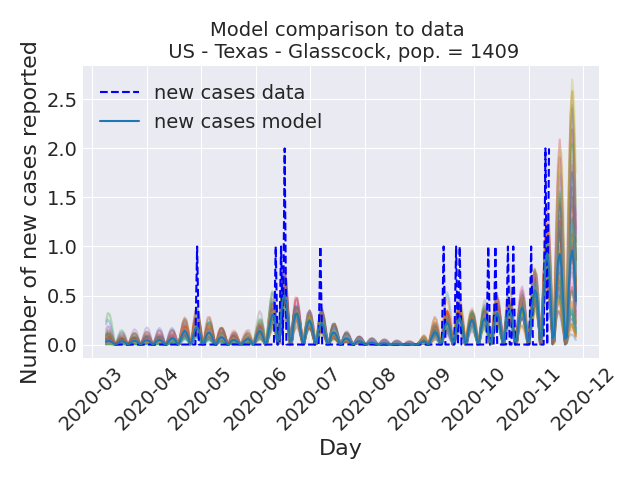 Model comparison to data
US - Texas - Glasscock, pop. = 1409
Number of new cases reported
2.5
2.0
1.5
1.0
0.5
0.0
new cases data
new cases model
2020-03
2020-04
2020-05
2020-06
2020-07
2020-08
2020-09
2020-10
2020-11
2020-12
Day